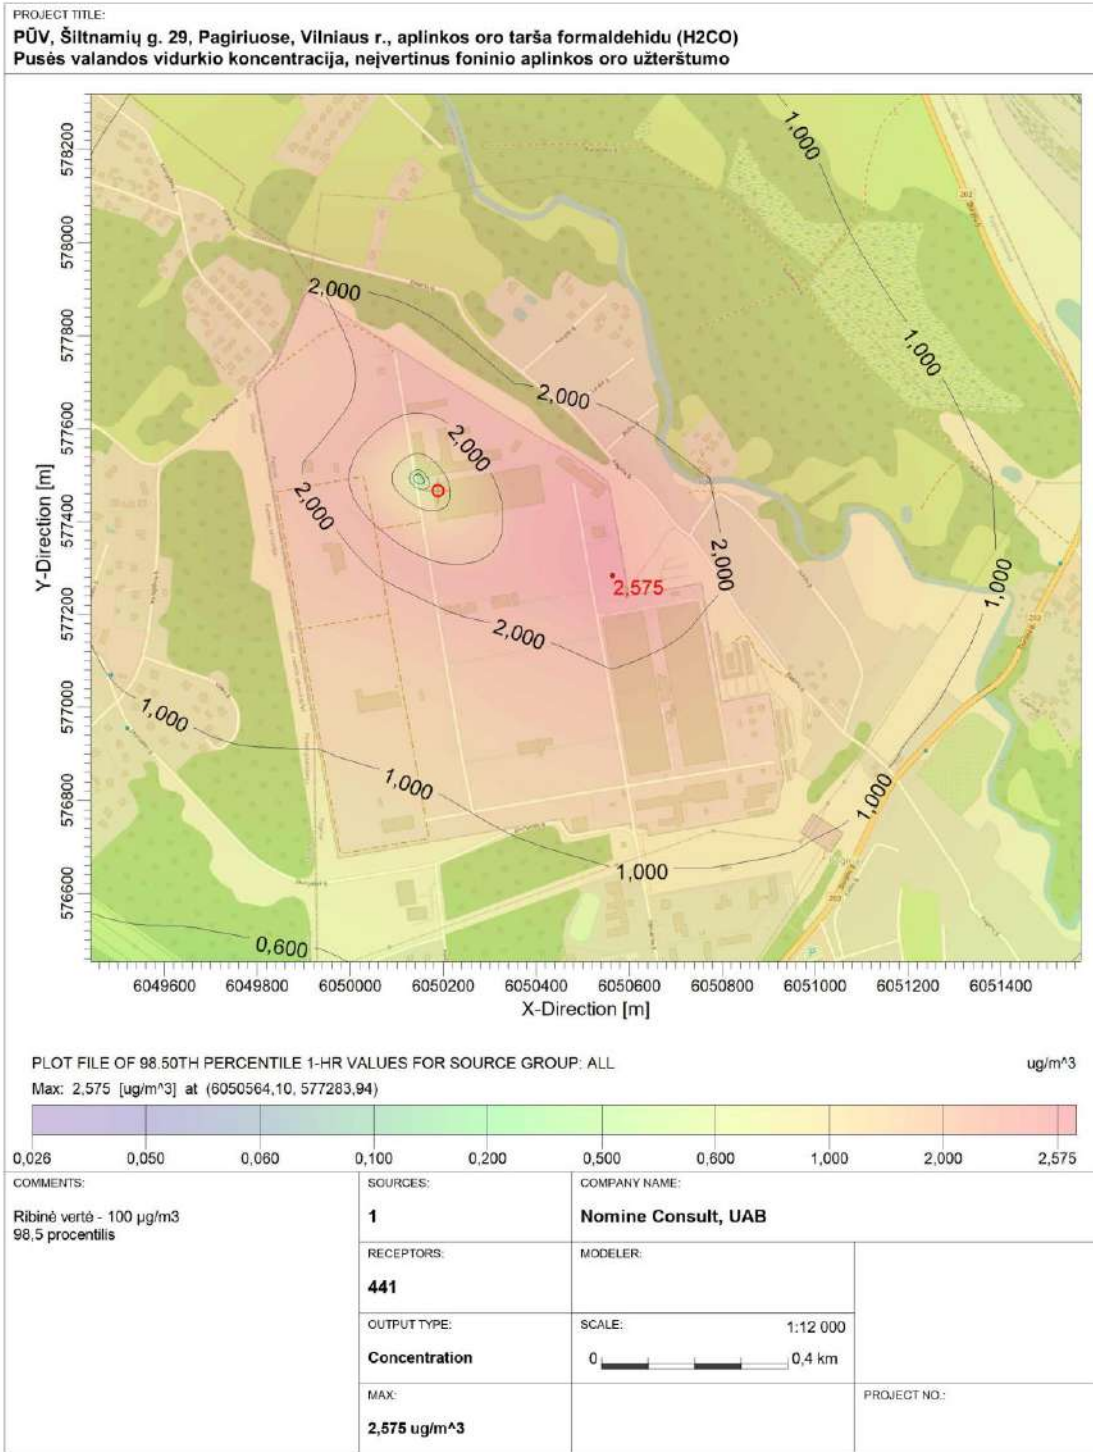 PROJECT TITLE:
PŪV, Šiltnamių g. 29, Pagiriuose, Vilniaus r., aplinkos oro tarša formaldehidu (H2CO)
Pusės valandos vidurkio koncentracija, neįvertinus foninio aplinkos oro užterštumo
1,000
2,000
1,000
2,000
2,000
2,000
2,000
2,575
1,000
2,000
1,000
1,000
1,000
1,000
0,600
202
202
202
Y-Direction [m]
578200
578000
577800
577600
577400
577200
577000
576800
576600
6049600 6049800 6050000 6050200 6050400 6050600 6050800 6051000 6051200 6051400
X-Direction [m]
PLOT FILE OF 98.50TH PERCENTILE 1-HR VALUES FOR SOURCE GROUP: ALL ug/m^3
Max: 2,575 [ug/m^3] at (6050564,10, 577283,94)
0,026 0,050 0,060 0,100 0,200 0,500 0,600 1,000 2,000 2,575
COMMENTS:
Ribinė vertė - 100 µg/m3
98,5 procentilis
SOURCES:
1
COMPANY NAME:
Nomine Consult, UAB
RECEPTORS:
441
MODELER:
OUTPUT TYPE:
Concentration
SCALE: 1:12 000
0 0,4 km
MAX:
2,575 ug/m^3
PROJECT NO.: